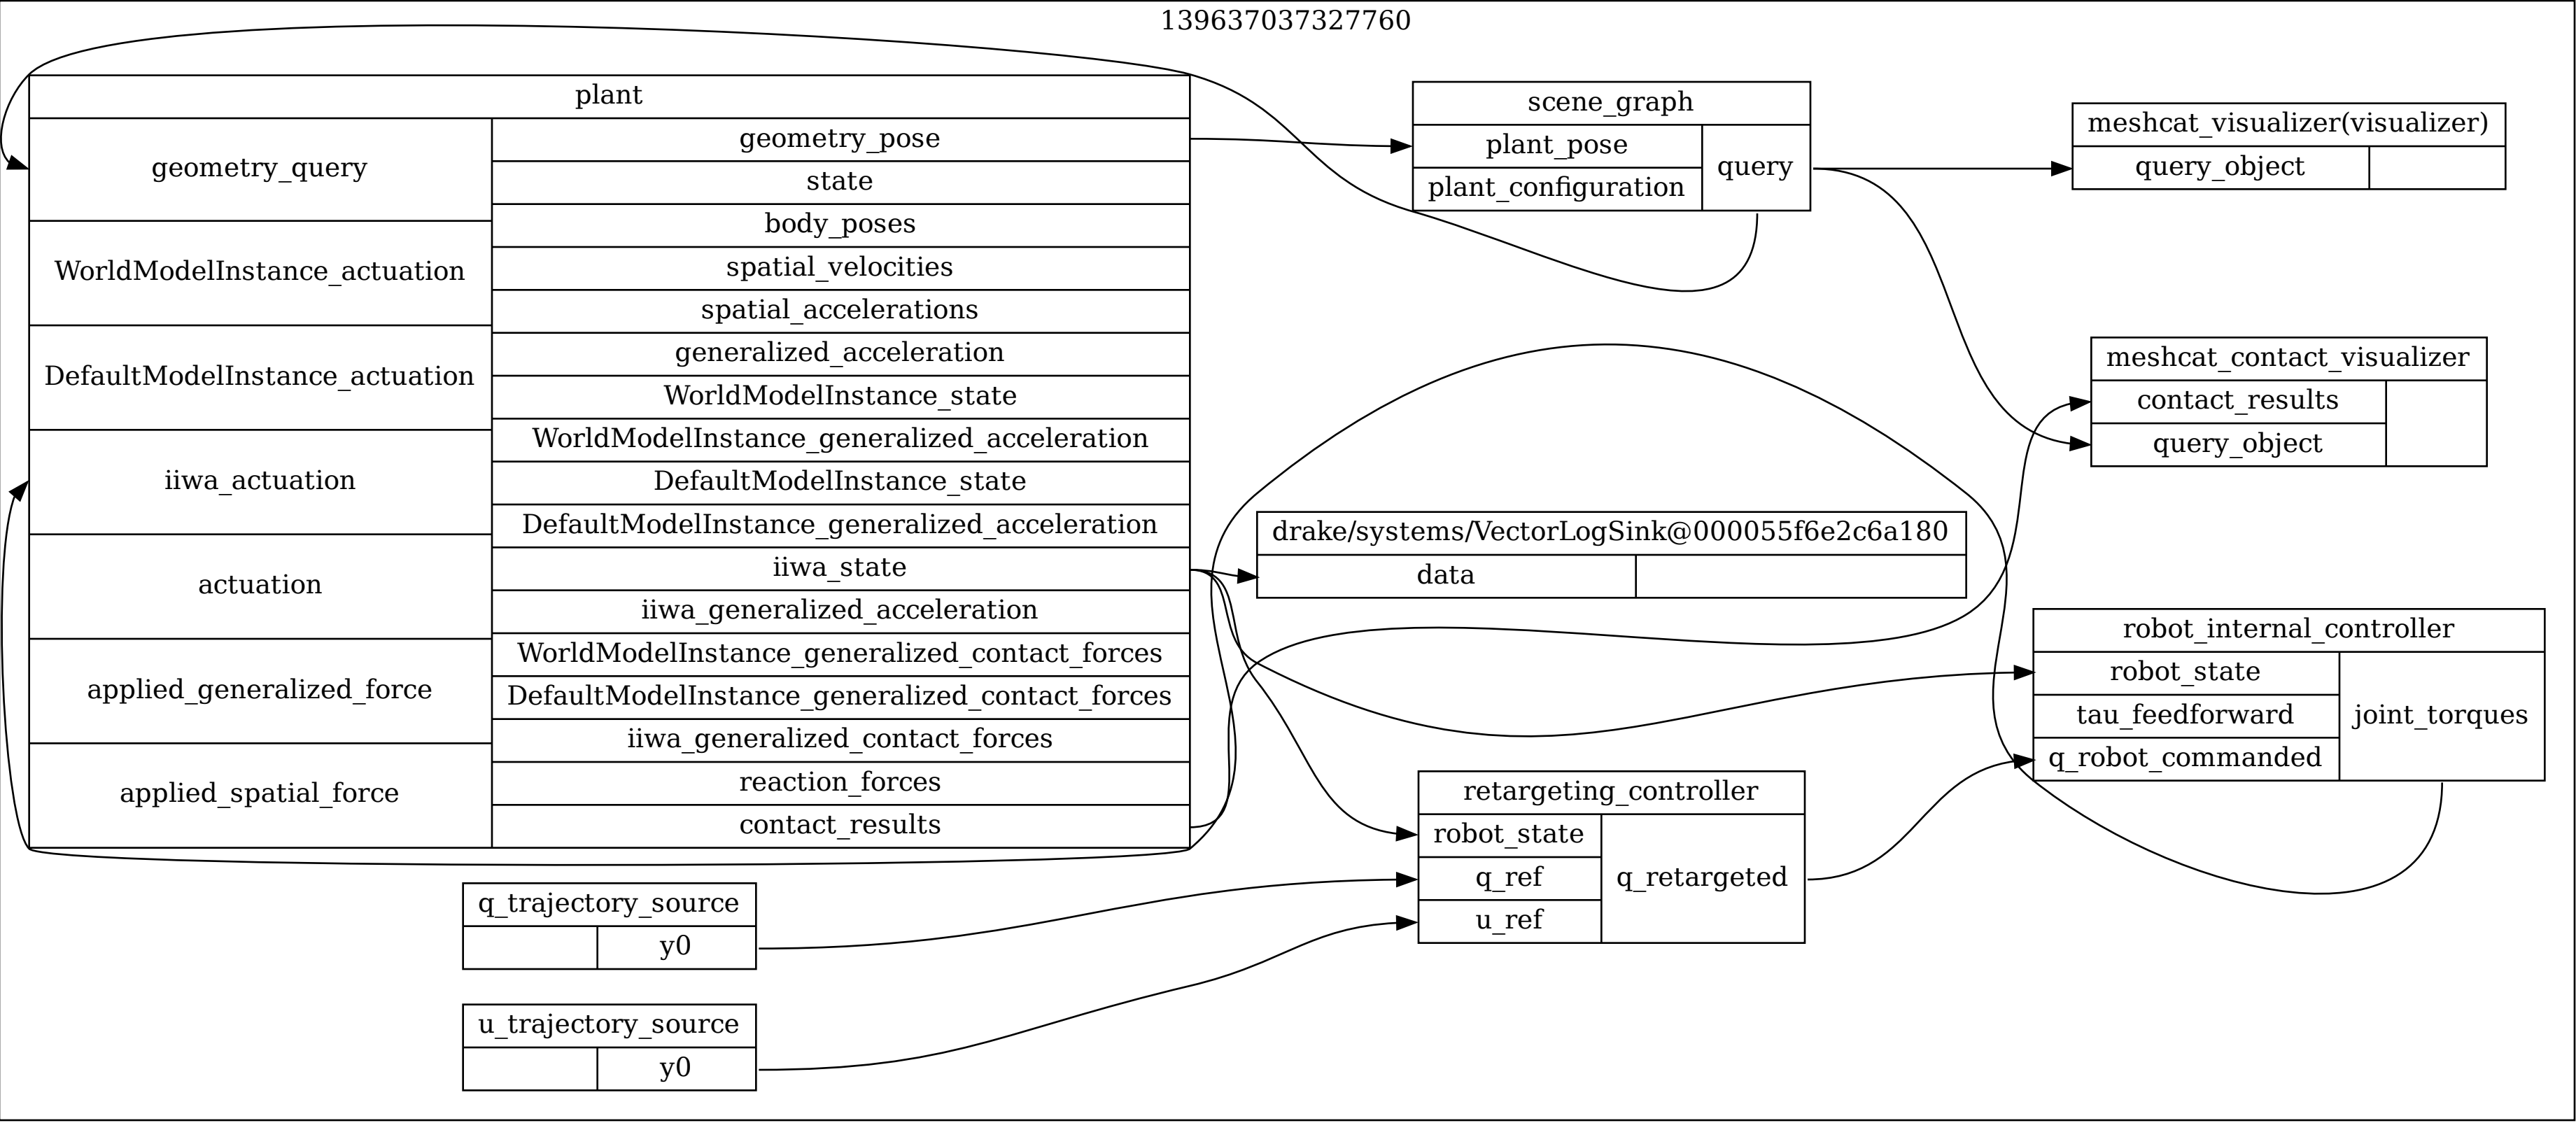 139637037327760
plant
geometry_query
WorldModelInstance_actuation
DefaultModelInstance_actuation
iiwa_actuation
actuation
applied_generalized_force
applied_spatial_force
geometry_pose
state
body_poses
spatial_velocities
spatial_accelerations
generalized_acceleration
WorldModelInstance_state
WorldModelInstance_generalized_acceleration
DefaultModelInstance_state
DefaultModelInstance_generalized_acceleration
iiwa_state
iiwa_generalized_acceleration
WorldModelInstance_generalized_contact_forces
DefaultModelInstance_generalized_contact_forces
iiwa_generalized_contact_forces
reaction_forces
contact_results
scene_graph
plant_pose
plant_configuration
query
meshcat_visualizer(visualizer)
query_object
meshcat_contact_visualizer
contact_results
query_object
drake/systems/VectorLogSink@000055f6e2c6a180
data
robot_internal_controller
robot_state
tau_feedforward
q_robot_commanded
joint_torques
retargeting_controller
robot_state
q_ref
u_ref
q_retargeted
q_trajectory_source
y0
u_trajectory_source
y0